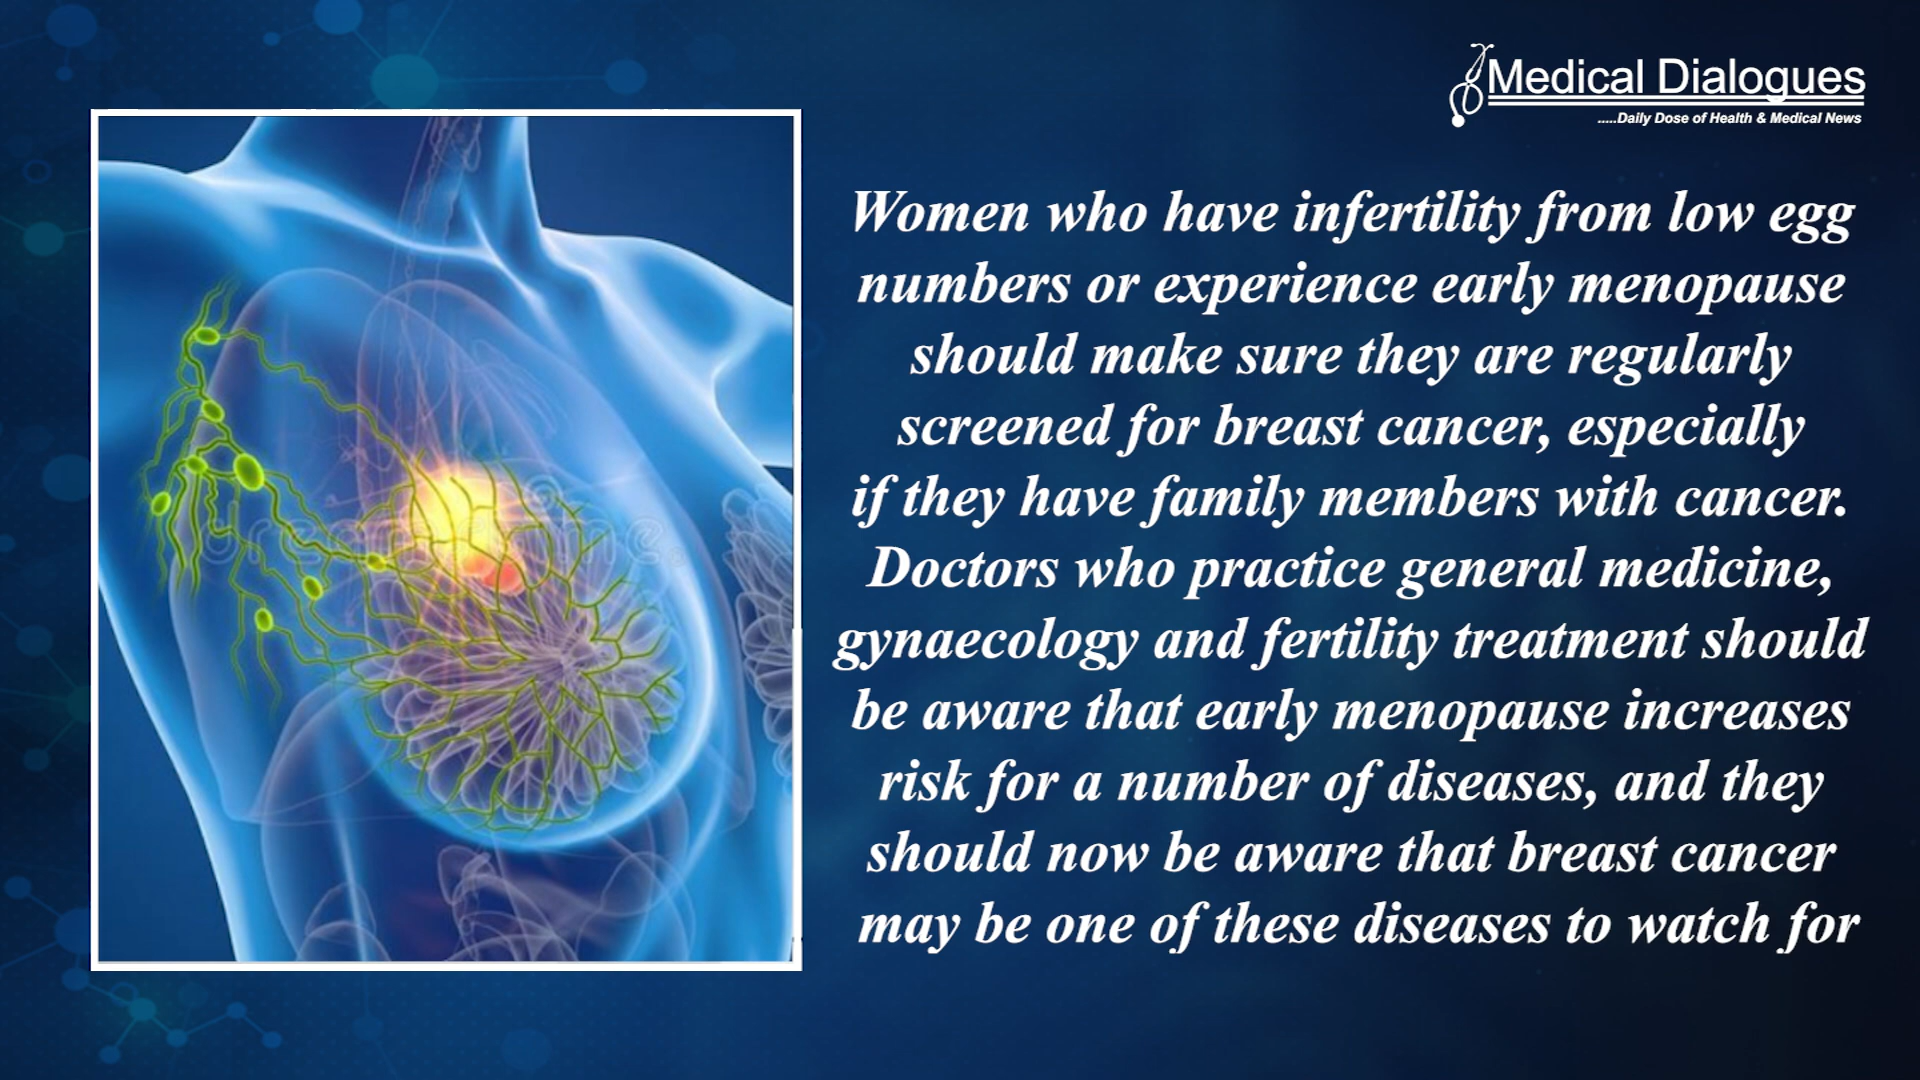 Medical Dialogues
.....Daily Dose of Health & Medical News
Women who have infertility from low egg
numbers or experience early menopause
should make sure they are regularly
screened for breast cancer, especially
if they have family members with cancer.
Doctors who practice general medicine,
gynaecology and fertility treatment should
be aware that early menopause increases
risk for a number of diseases, and they
should now be aware that breast cancer
may be one of these diseases to watch for
dreamstime.